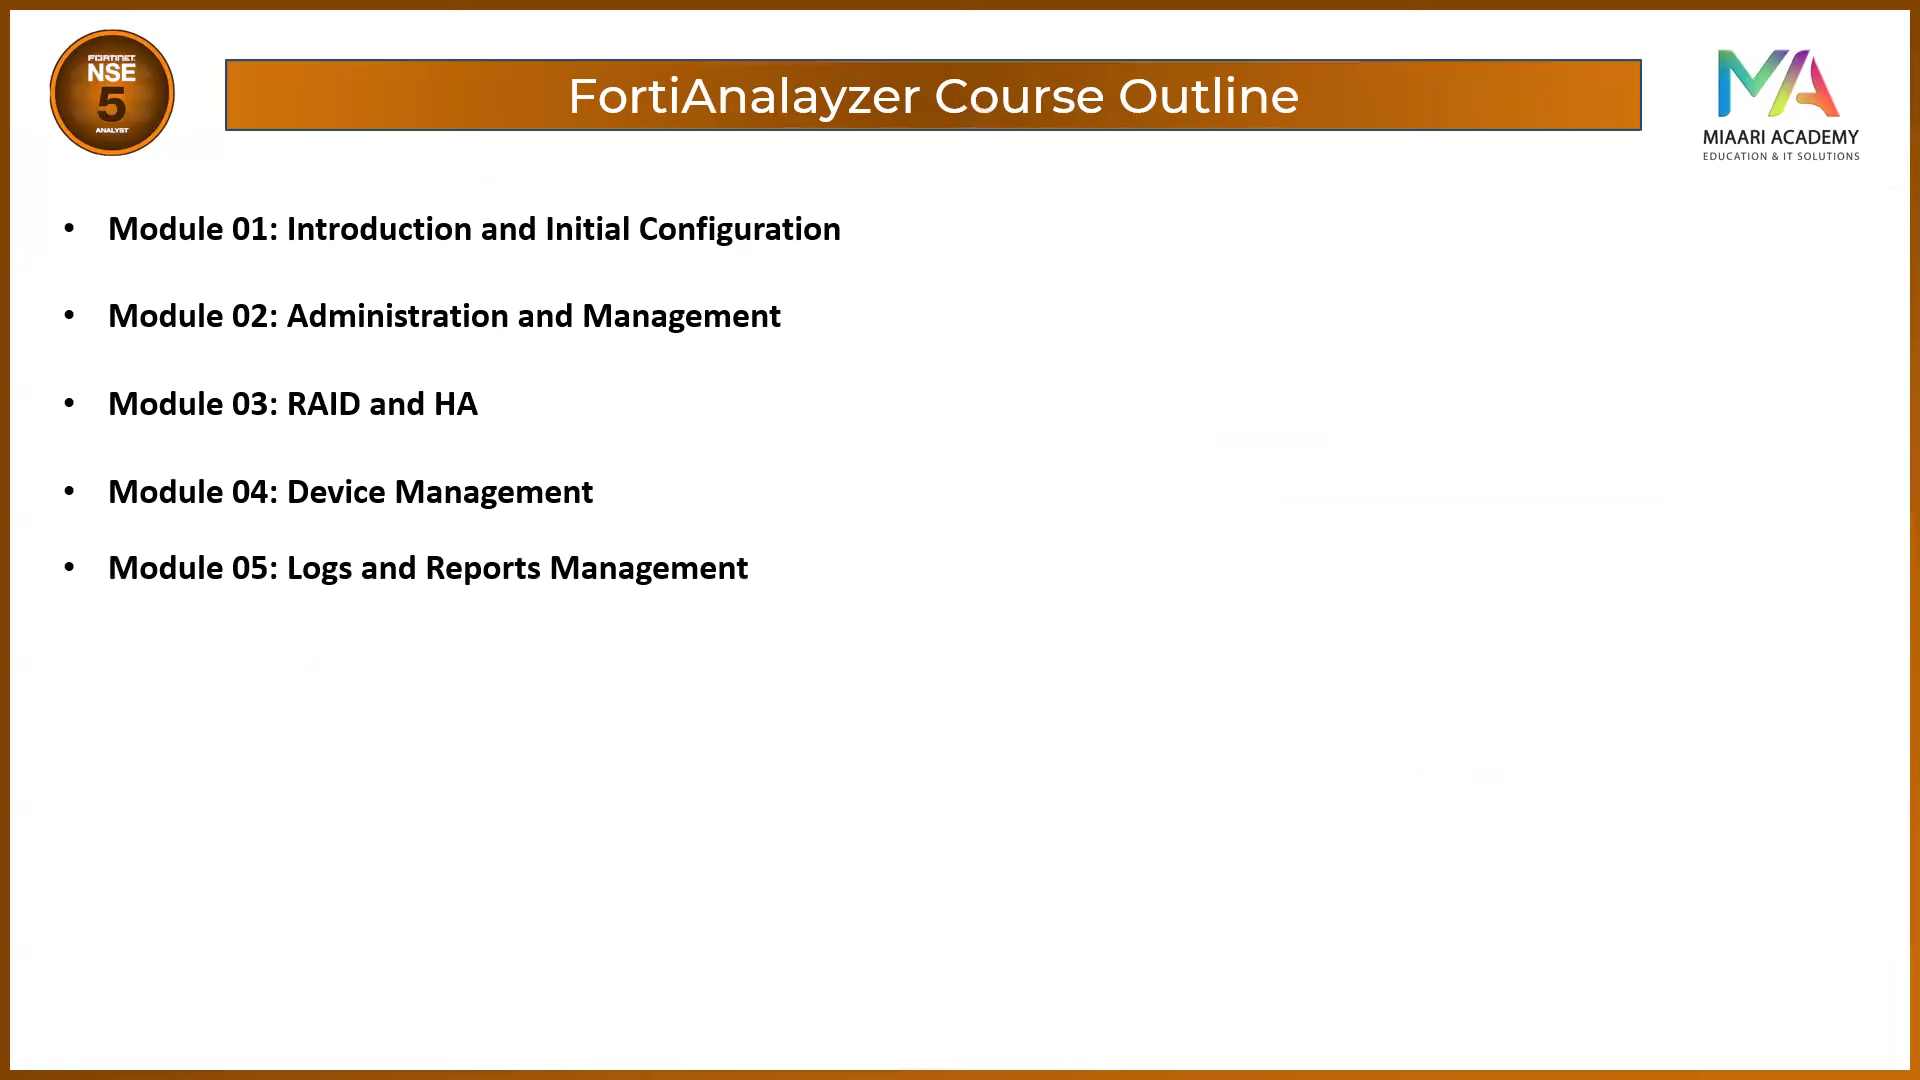 FORTINET
NSE
5
ANALYST
FortiAnalayzer Course Outline
MA
MIAARI ACADEMY
EDUCATION & IT SOLUTIONS
• Module 01: Introduction and Initial Configuration
• Module 02: Administration and Management
• Module 03: RAID and HA
• Module 04: Device Management
• Module 05: Logs and Reports Management